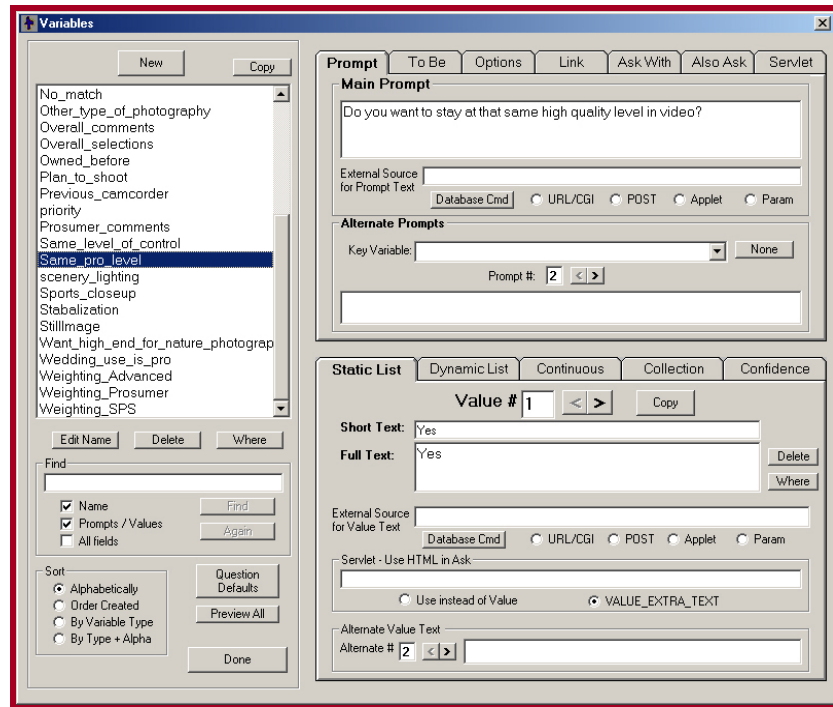 Variables
New
Copy
No_match
Other_type_of_photography
Overall_comments
Overall_selections
Owned_before
Plan_to_shoot
Previous_camcorder
priority
Prosumer_comments
Same_level_of_control
Same_pro_level
scenery_lighting
Sports_closeup
Stabalization
StillImage
Want_high_end_for_nature_photograp
Wedding_use_is_pro
Weighting_Advanced
Weighting_Prosumer
Weighting_SPS
Edit Name Delete Where
Find
Name
Prompts / Values
All fields
Find
Again
Sort
Alphabetically
Order Created
By Variable Type
By Type + Alpha
Question
Defaults
Preview All
Done
Prompt To Be Options Link Ask With Also Ask Servlet
Main Prompt
Do you want to stay at that same high quality level in video?
External Source
for Prompt Text
Database Cmd URL/CGI POST Applet Param
Alternate Prompts
Key Variable: None
Prompt #: 2 < >
Static List Dynamic List Continuous Collection Confidence
Value # 1 < > Copy
Short Text: Yes
Full Text: Yes
Delete
Where
External Source
for Value Text
Database Cmd URL/CGI POST Applet Param
Servlet - Use HTML in Ask
Use instead of Value VALUE_EXTRA_TEXT
Alternate Value Text
Alternate # 2 < >